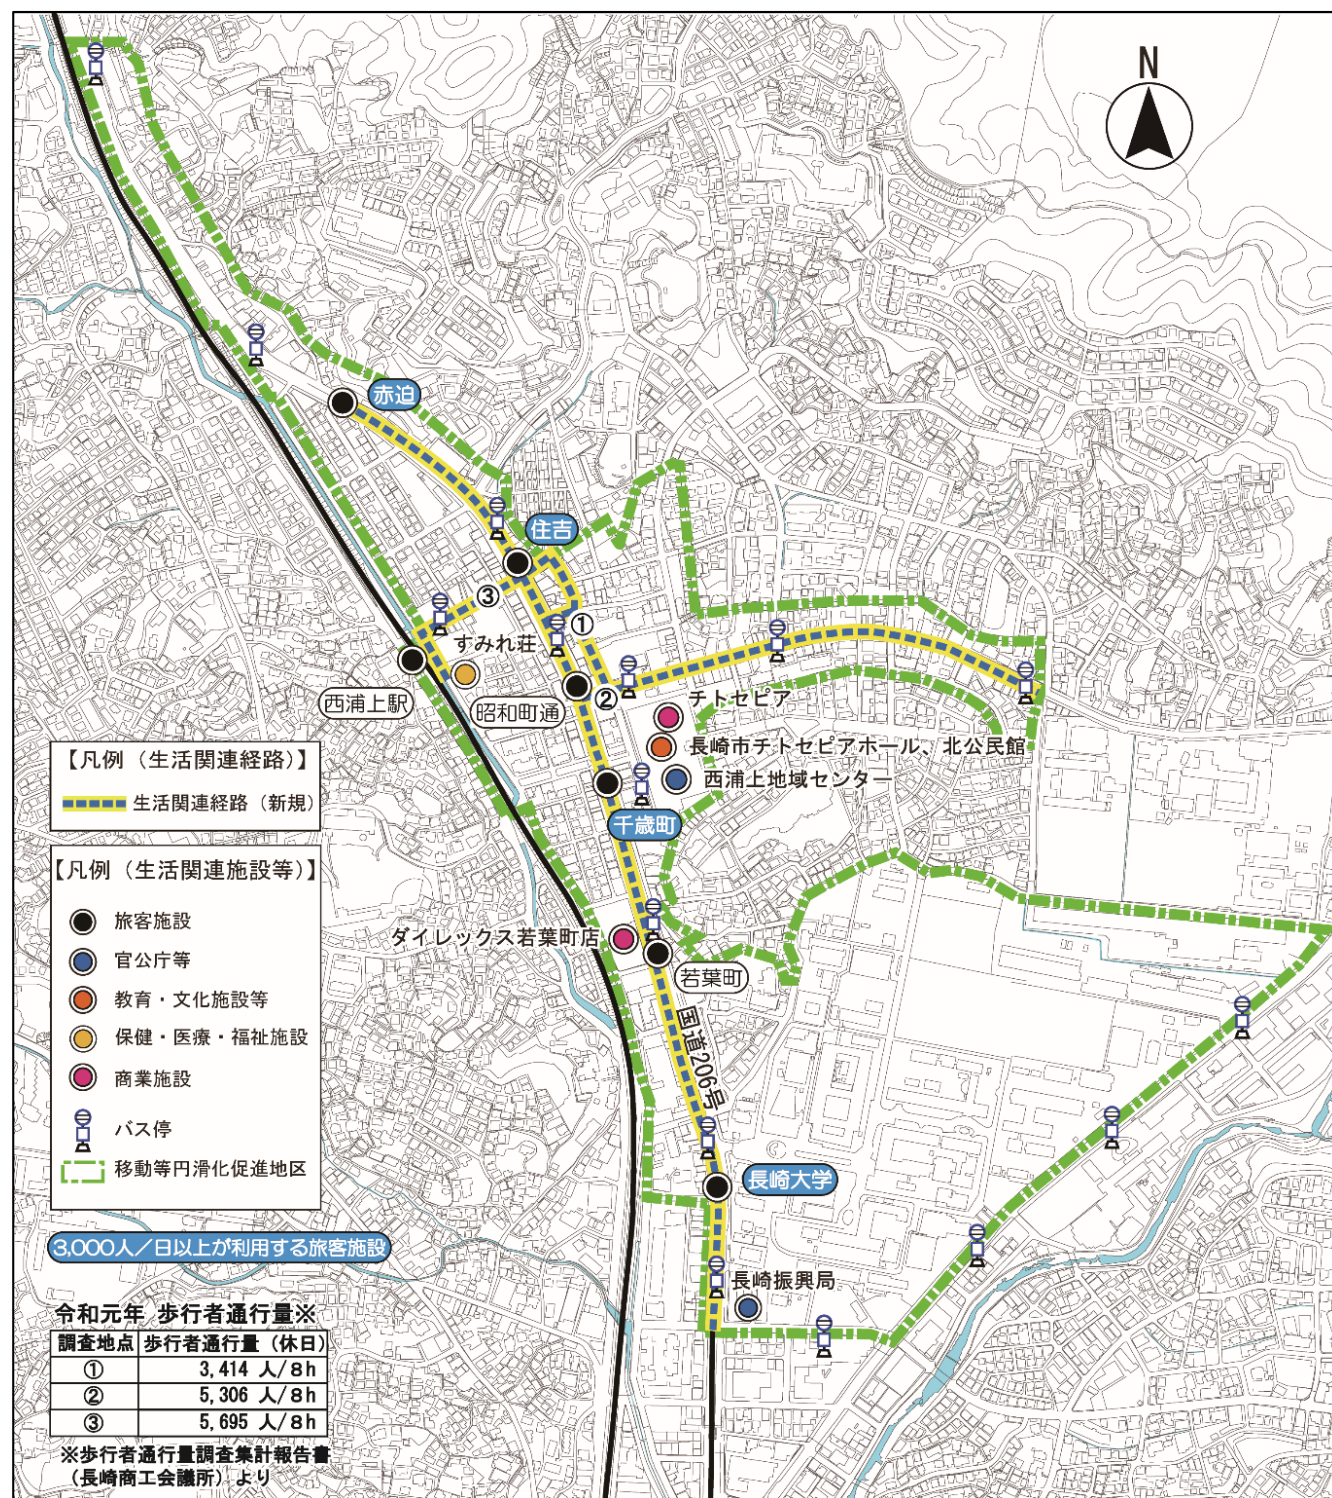 N
赤迫
住吉
③
①
すみれ荘
西浦上駅
昭和町通
②
チトセピア
長崎市チトセピアホール、北公民館
西浦上地域センター
千歳町
【凡例（生活関連経路）】
生活関連経路（新規）
【凡例（生活関連施設等）】
旅客施設
官公庁等
教育・文化施設等
保健・医療・福祉施設
商業施設
バス停
移動等円滑化促進地区
ダイレックス若葉町店
若葉町
国道206号
長崎大学
長崎振興局
3,000人／日以上が利用する旅客施設
令和元年 歩行者通行量※
調査地点 歩行者通行量（休日）
① 3,414 人/8h
② 5,306 人/8h
③ 5,695 人/8h
※歩行者通行量調査集計報告書
（長崎商工会議所）より